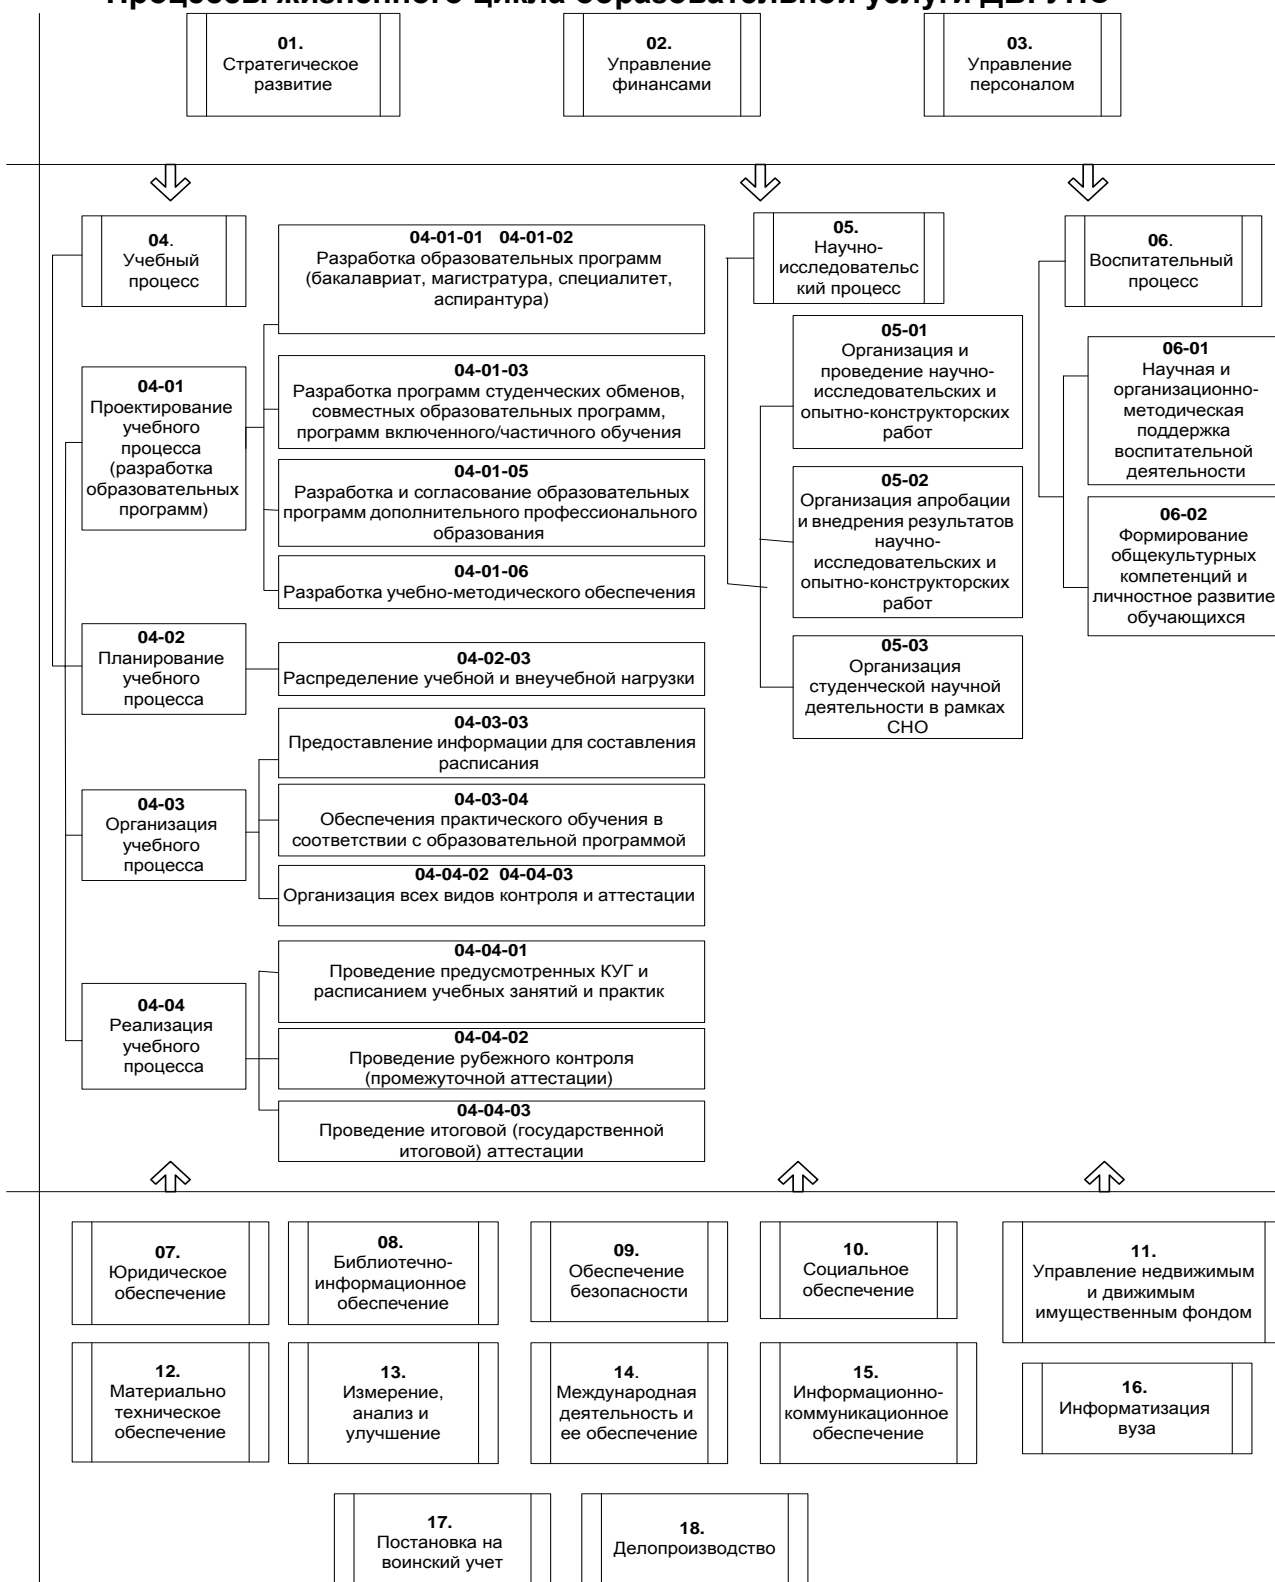 Процессы жизненного цикла образовательной услуги
01.
Стратегическое
развитие
02.
Управление
финансами
03.
Управление
персоналом
04.
Учебный
процесс
04-01-01 04-01-02
Разработка образовательных программ
(бакалавриат, магистратура, специалитет,
аспирантура)
05.
Научно-
исследовательс
кий процесс
06.
Воспитательный
процесс
04-01
Проектирование
учебного
процесса
(разработка
образовательных
программ)
04-01-03
Разработка программ студенческих обменов,
совместных образовательных программ,
программ включенного/частичного обучения
04-01-05
Разработка и согласование образовательных
программ дополнительного профессионального
образования
04-01-06
Разработка учебно-методического обеспечения
05-01
Организация и
проведение научно-
исследовательских и
опытно-конструкторских
работ
05-02
Организация апробации
и внедрения результатов
научно-
исследовательских и
опытно-конструкторских
работ
05-03
Организация
студенческой научной
деятельности в рамках
СНО
06-01
Научная и
организационно-
методическая
поддержка
воспитательной
деятельности
06-02
Формирование
общекультурных
компетенций и
личностное развитие
обучающихся
04-02
Планирование
учебного
процесса
04-02-03
Распределение учебной и внеучебной нагрузки
04-03
Организация
учебного
процесса
04-03-03
Предоставление информации для составления
расписания
04-03-04
Обеспечения практического обучения в
соответствии с образовательной программой
04-04-02 04-04-03
Организация всех видов контроля и аттестации
04-04
Реализация
учебного
процесса
04-04-01
Проведение предусмотренных КУГ и
расписанием учебных занятий и практик
04-04-02
Проведение рубежного контроля
(промежуточной аттестации)
04-04-03
Проведение итоговой (государственной
итоговой) аттестации
07.
Юридическое
обеспечение
08.
Библиотечно-
информационное
обеспечение
09.
Обеспечение
безопасности
10.
Социальное
обеспечение
11.
Управление недвижимым
и движимым
имущественным фондом
12.
Материально
техническое
обеспечение
13.
Измерение,
анализ и
улучшение
14.
Международная
деятельность и
ее обеспечение
15.
Информационно-
коммуникационное
обеспечение
16.
Информатизация
вуза
17.
Постановка на
воинский учет
18.
Делопроизводство